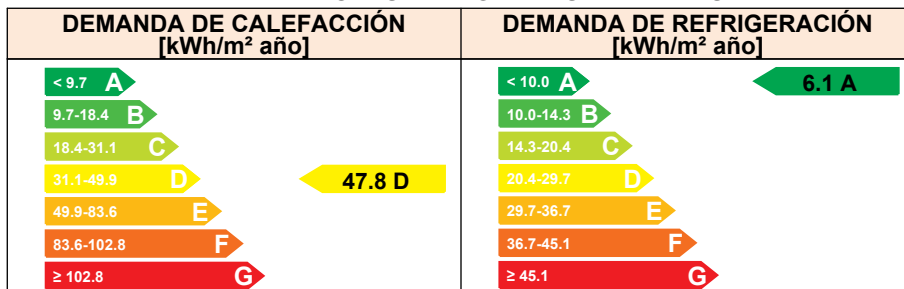 DEMANDA DE CALEFACCIÓN
[kWh/m² año]
< 9.7 A
9.7-18.4 B
18.4-31.1 C
31.1-49.9 D
47.8 D
49.9-83.6 E
83.6-102.8 F
≥ 102.8 G
DEMANDA DE REFRIGERACIÓN
[kWh/m² año]
< 10.0 A
6.1 A
10.0-14.3 B
14.3-20.4 C
20.4-29.7 D
29.7-36.7 E
36.7-45.1 F
≥ 45.1 G